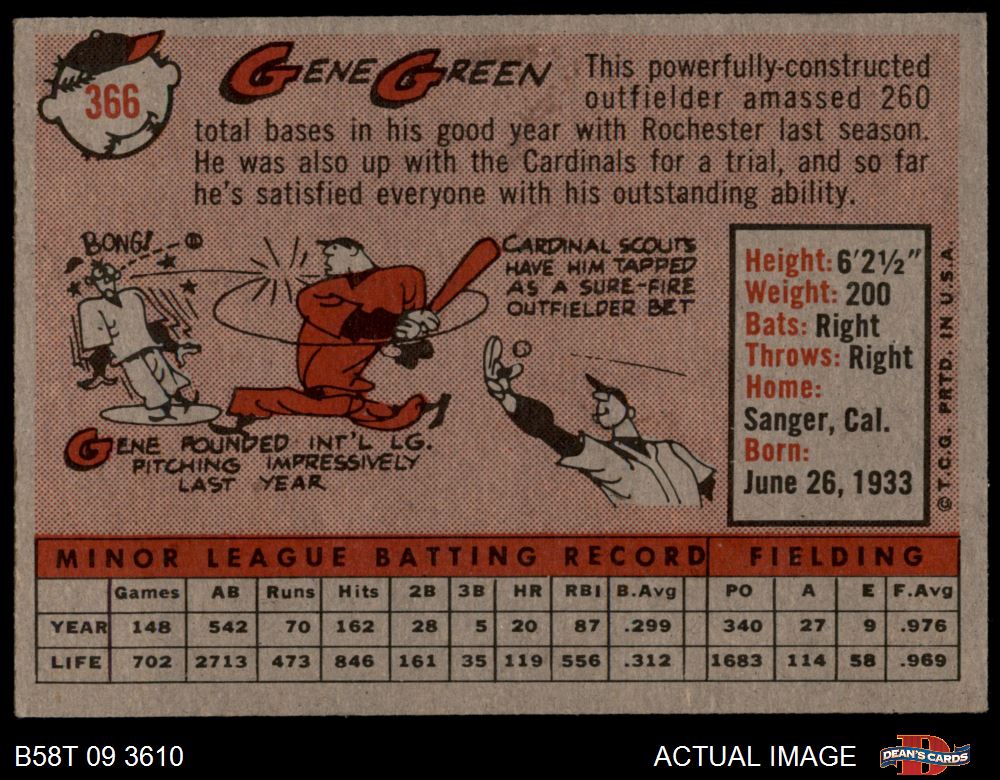 366
GENE GREEN
This powerfully-constructed
outfielder amassed 260
total bases in his good year with Rochester last season.
He was also up with the Cardinals for a trial, and so far
he's satisfied everyone with his outstanding ability.
BONG!
CARDINAL SCOUTS
HAVE HIM TAPPED
AS A SURE-FIRE
OUTFIELDER BET
GENE POUNDED INT'L LG.
PITCHING IMPRESSIVELY
LAST YEAR
Height: 6'2½"
Weight: 200
Bats: Right
Throws: Right
Home:
Sanger, Cal.
Born:
June 26, 1933
© T.C.G. PRTD. IN U.S.A.
MINOR LEAGUE BATTING RECORD FIELDING
Games AB Runs Hits 2B 3B HR RBI B.Avg PO A E F.Avg
YEAR 148 542 70 162 28 5 20 87 .299 340 27 9 .976
LIFE 702 2713 473 846 161 35 119 556 .312 1683 114 58 .969
B58T 09 3610
ACTUAL IMAGE
DEAN'S CARDS